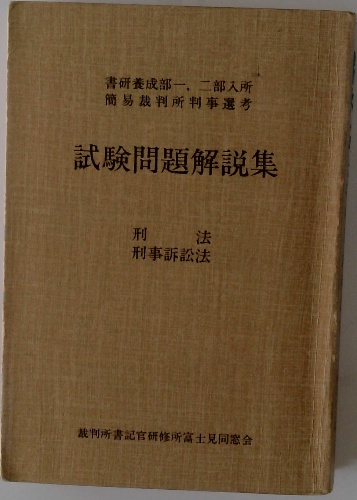 書研養成部一、二部入所
簡易裁判所判事選考
試験問題解説集
刑　法
刑事訴訟法
裁判所書記官研修所富士見同窓会